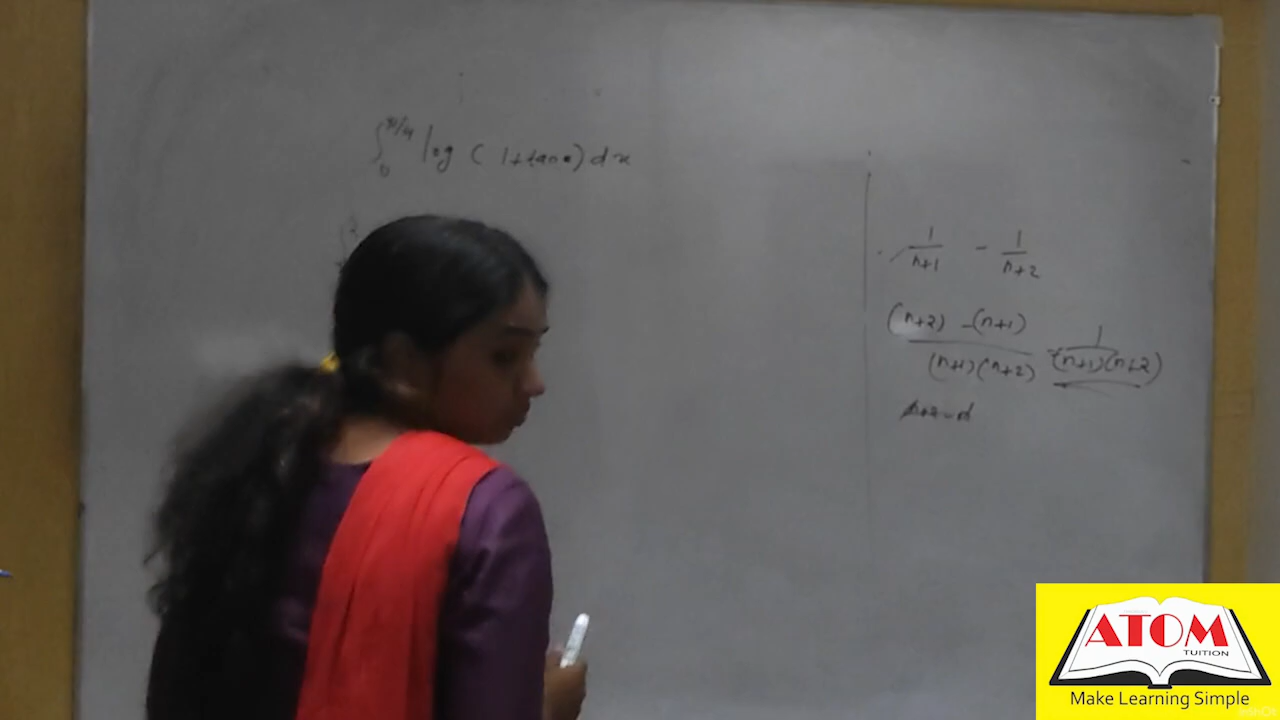 ∫₀^π/4 log ( 1+tan x) dx
1/n+1 - 1/n+2
(n+2) -(n+1) / (n+1)(n+2)
1 / (n+1)(n+2)
ATOM
TUITION
Make Learning Simple